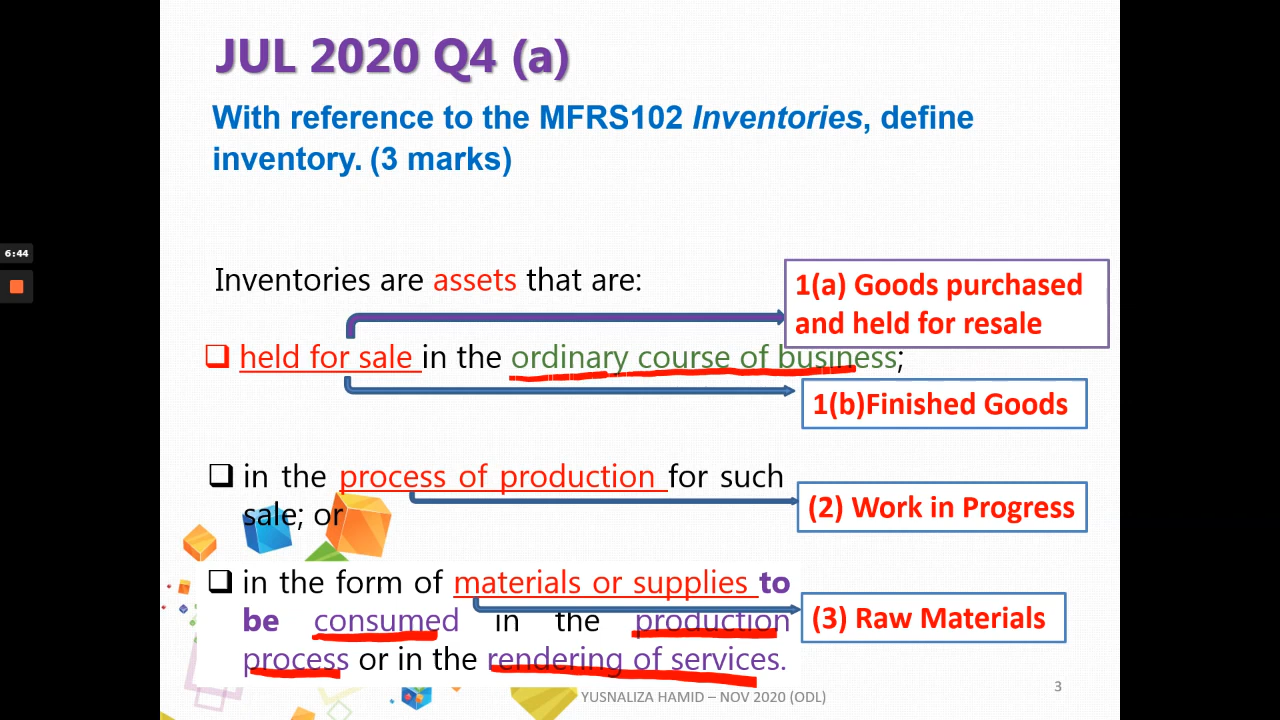 JUL 2020 Q4 (a)
With reference to the MFRS102 Inventories, define
inventory. (3 marks)
6:44
Inventories are assets that are:
1(a) Goods purchased
and held for resale
❑ held for sale in the ordinary course of business;
1(b)Finished Goods
❑ in the process of production for such
sale; or
(2) Work in Progress
❑ in the form of materials or supplies to
be consumed in the production
process or in the rendering of services.
(3) Raw Materials
YUSNALIZA HAMID – NOV 2020 (ODL)
3